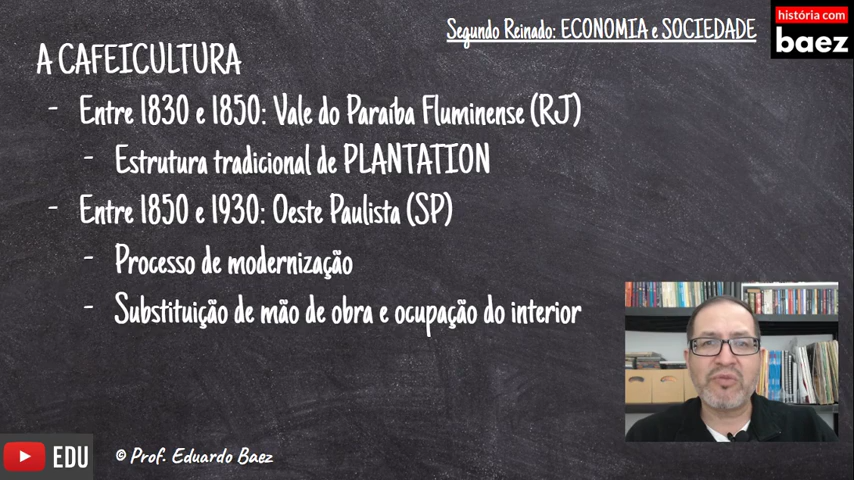 Segundo Reinado: ECONOMIA e SOCIEDADE
história com
baez
A CAFEICULTURA
- Entre 1830 e 1850: Vale do Paraíba Fluminense (RJ)
- Estrutura tradicional de PLANTATION
- Entre 1850 e 1930: Oeste Paulista (SP)
- Processo de modernização
- Substituição de mão de obra e ocupação do interior
EDU
© Prof. Eduardo Baez